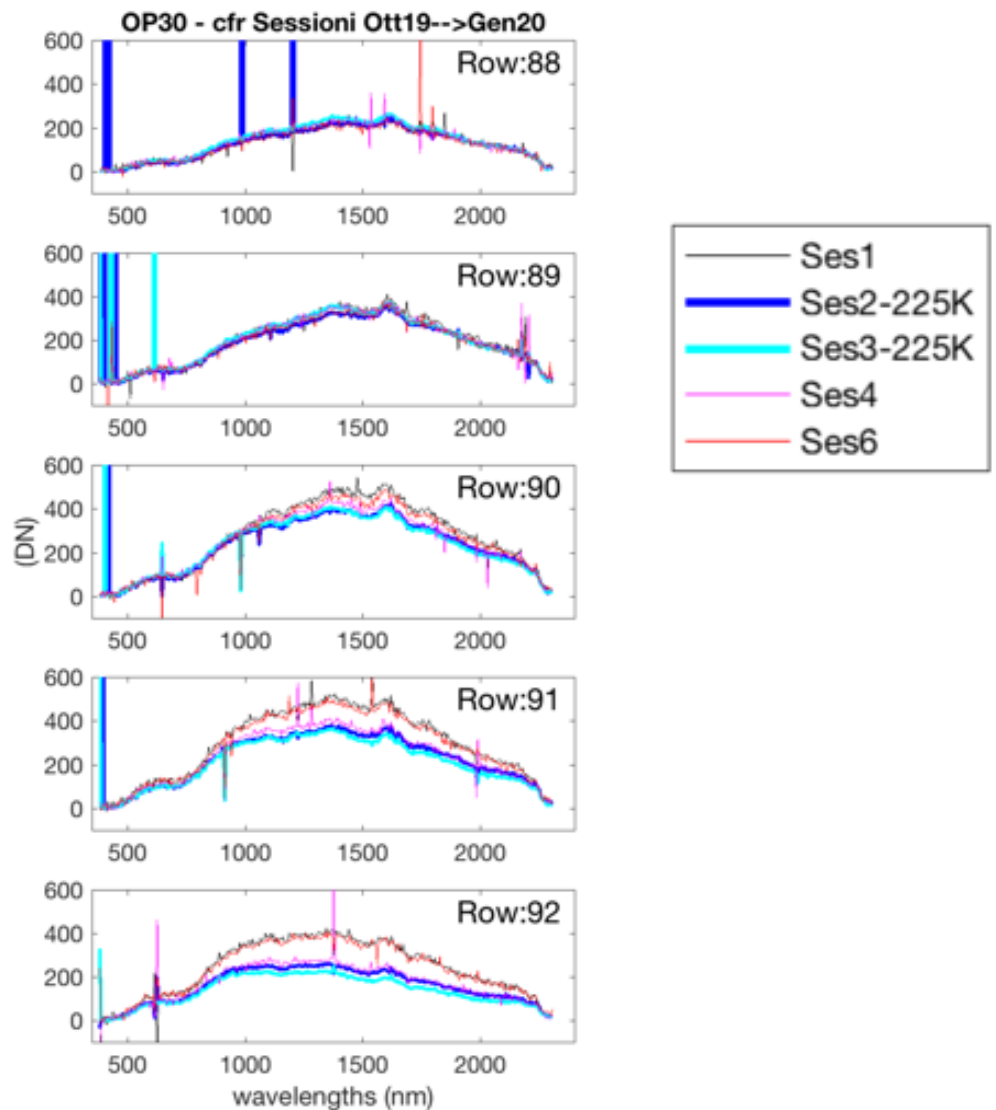 OP30 - cfr Sessioni Ott19-->Gen20
600
400
200
0
Row:88
500 1000 1500 2000
600
400
200
0
Row:89
500 1000 1500 2000
(DN)
600
400
200
0
Row:90
500 1000 1500 2000
600
400
200
0
Row:91
500 1000 1500 2000
600
400
200
0
Row:92
500 1000 1500 2000
wavelengths (nm)
Ses1
Ses2-225K
Ses3-225K
Ses4
Ses6